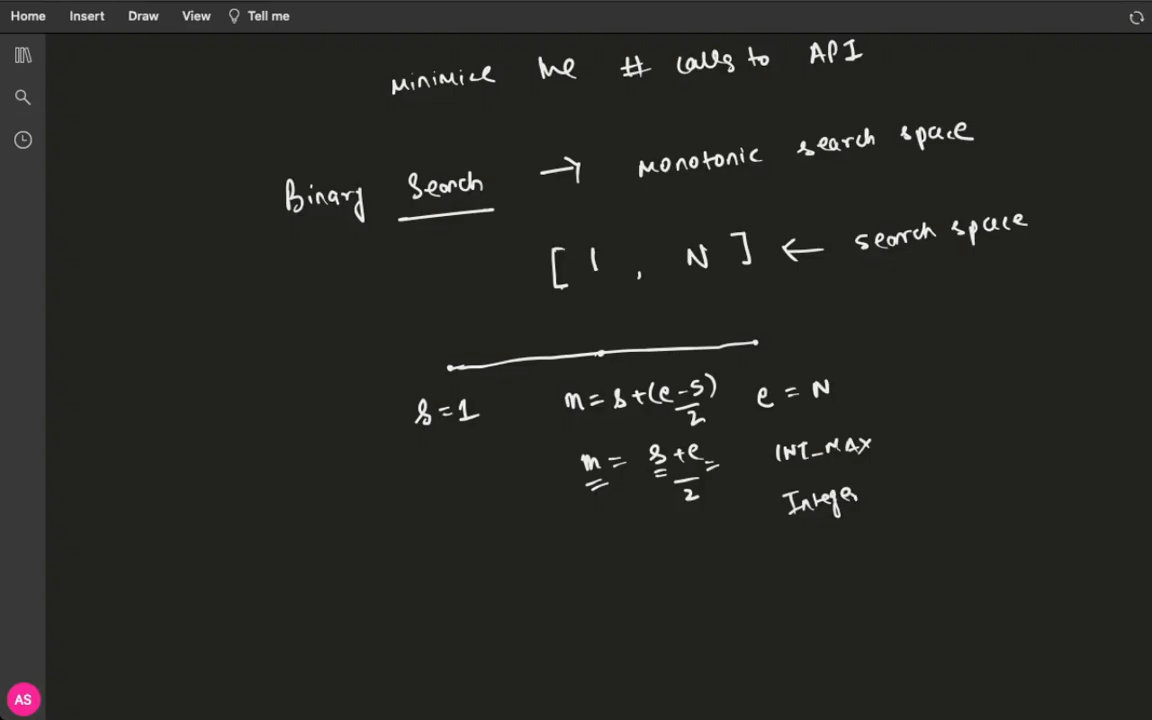 Home Insert Draw View Tell me
Minimize the # calls to API
Binary Search → monotonic search space
[ 1 , N ] ← search space
s=1 m= s+(e-s)/2 e = N
m = s+e/2 INT_MAX
Integer
AS